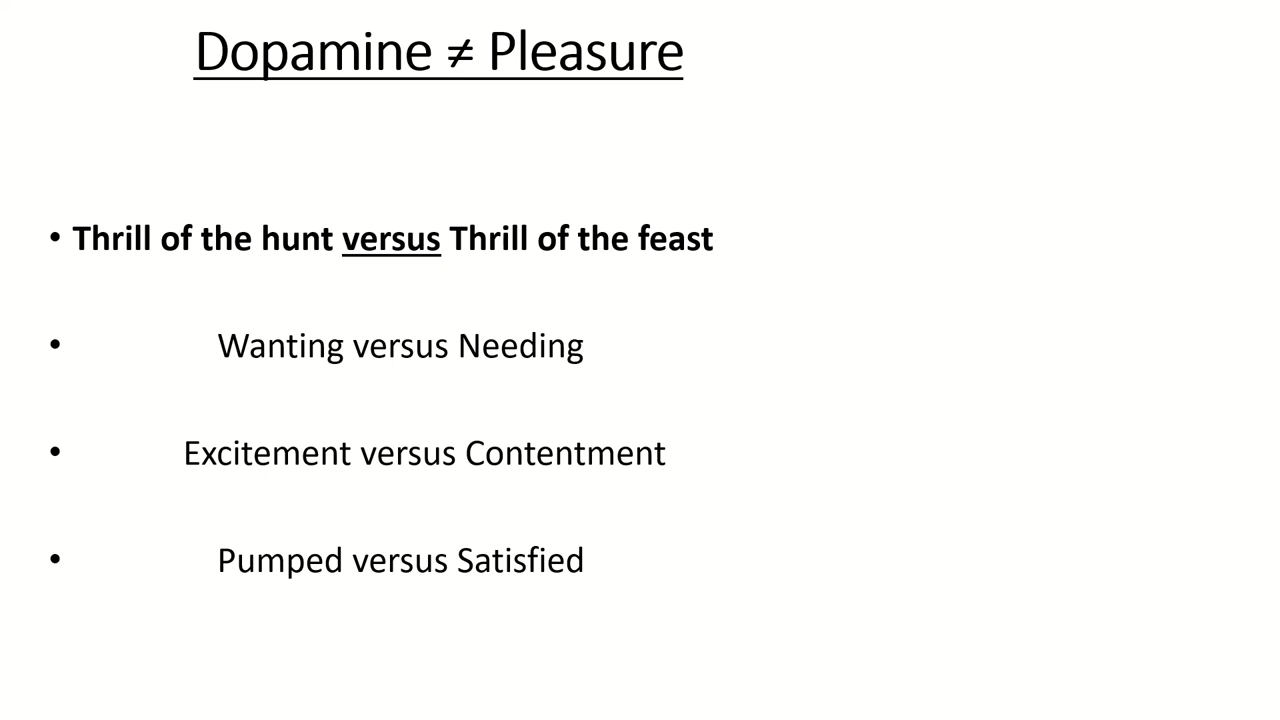 Dopamine ≠ Pleasure
• Thrill of the hunt versus Thrill of the feast
• Wanting versus Needing
• Excitement versus Contentment
• Pumped versus Satisfied